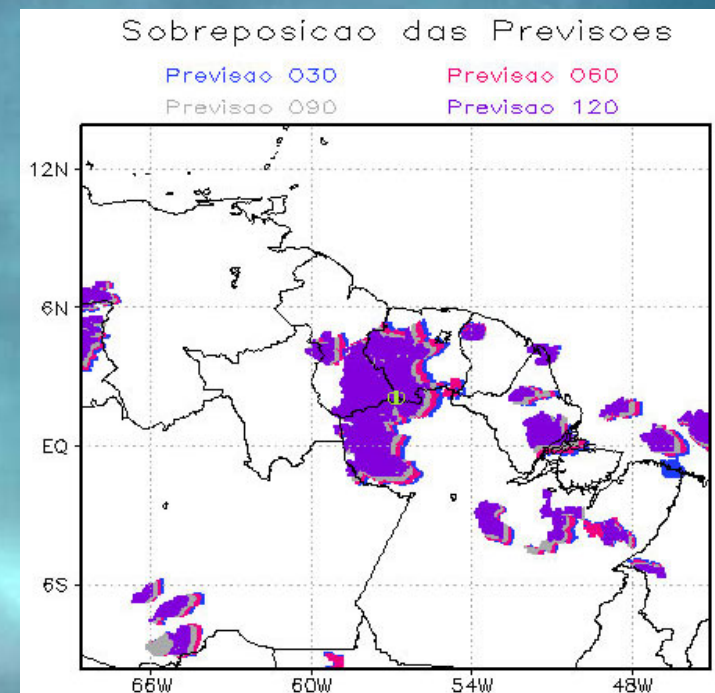 Sobreposicao das Previsoes
Previsao 030 Previsao 060
Previsao 090 Previsao 120
12N
6N
EQ
6S
66W 60W 54W 48W